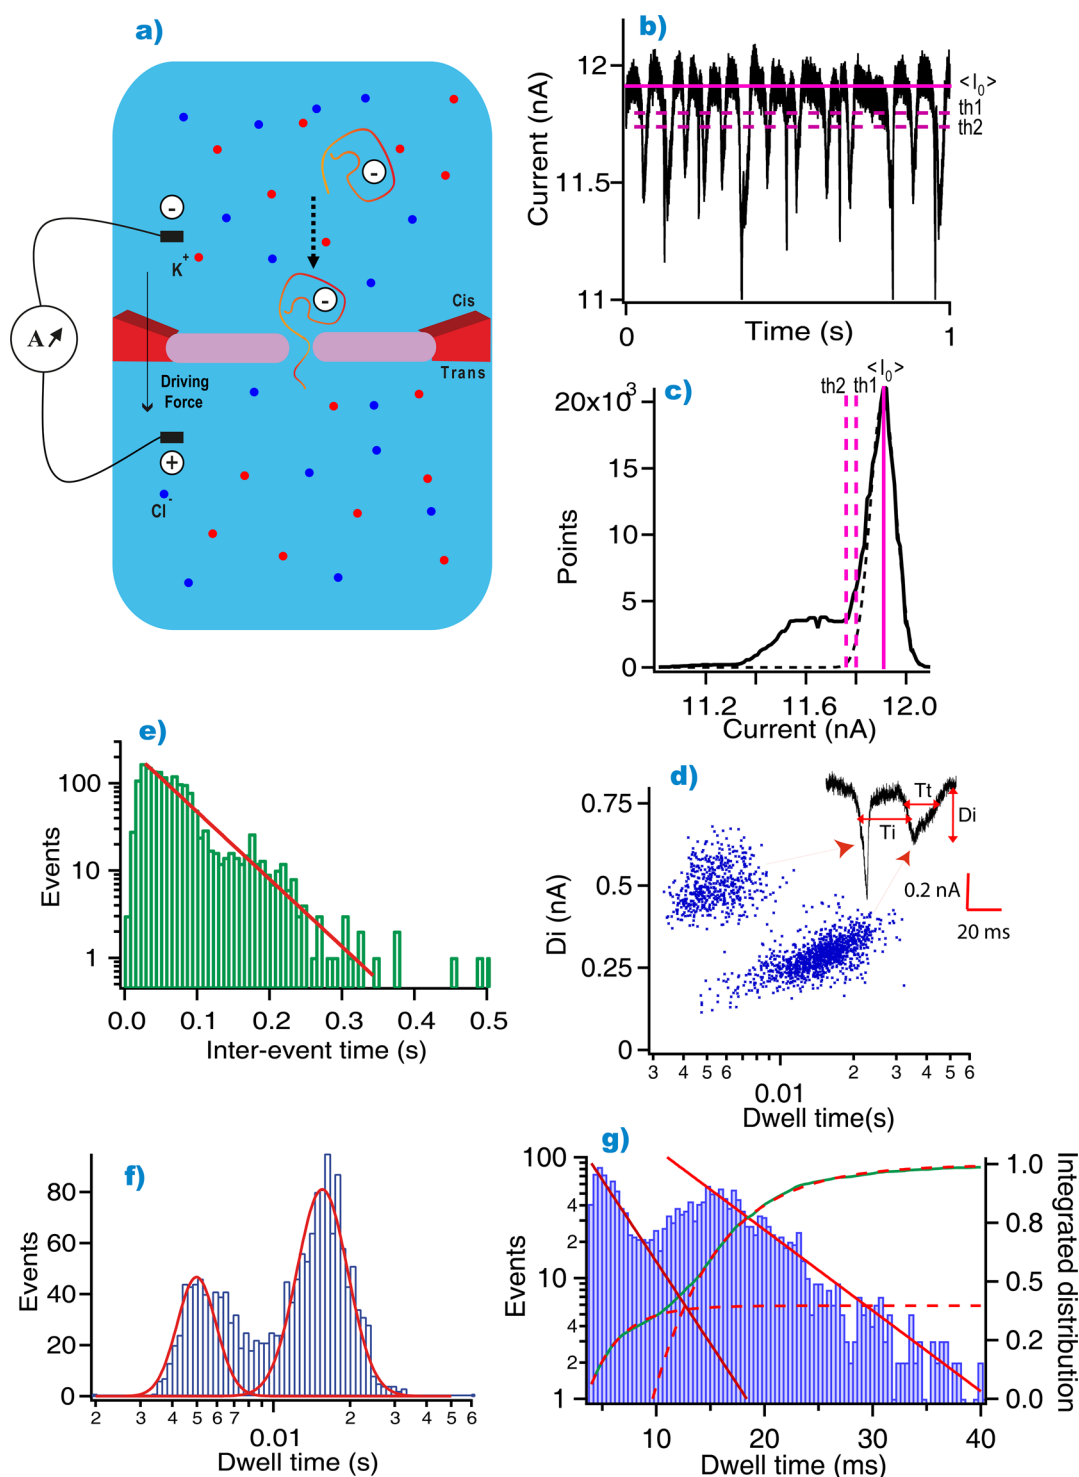 a)
-
-
K+
-
A
Cis
Trans
Driving
Force
+
Cl-
b)
Current (nA)
12
11.5
11
<I0>
th1
th2
0
1
Time (s)
c)
th2
th1
<I0>
Points
20x10³
15
10
5
0
11.2
11.6
12.0
Current (nA)
e)
Events
100
10
1
0.0
0.1
0.2
0.3
0.4
0.5
Inter-event time (s)
d)
Di (nA)
0.75
0.5
0.25
0
Tt
Ti
Di
0.2 nA
20 ms
3
4
5
6
2
3
4
5
6
0.01
Dwell time(s)
f)
Events
80
60
40
20
0
2
3
4
5
6
7
2
3
4
5
6
0.01
Dwell time (s)
g)
Events
100
4
2
10
4
2
1
1.0
0.8
0.5
0.2
0.0
Integrated distribution
10
20
30
40
Dwell time (ms)